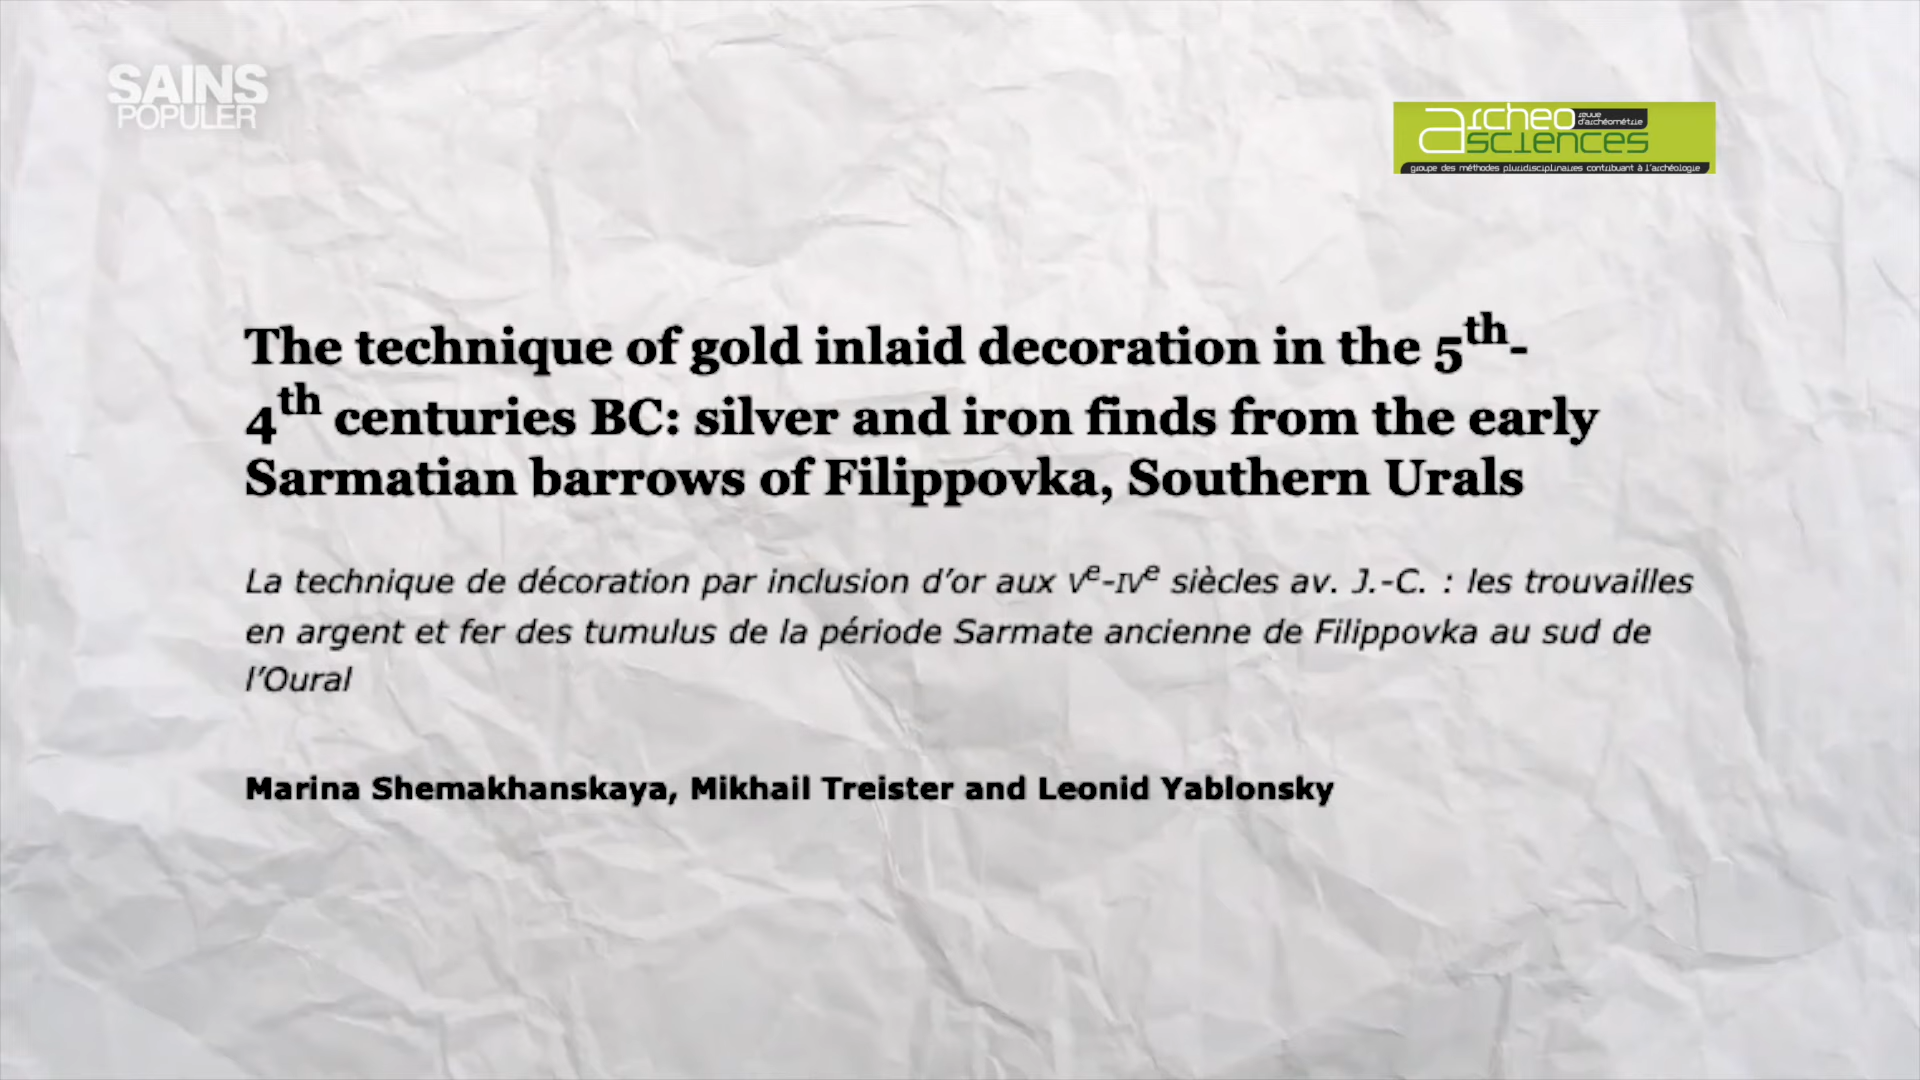 SAINS
POPULER
archeo revue d'archéométrie
sciences
groupe des méthodes pluridisciplinaires contribuant à l'archéologie
The technique of gold inlaid decoration in the 5th-
4th centuries BC: silver and iron finds from the early
Sarmatian barrows of Filippovka, Southern Urals
La technique de décoration par inclusion d’or aux Ve-IVe siècles av. J.-C. : les trouvailles
en argent et fer des tumulus de la période Sarmate ancienne de Filippovka au sud de
l’Oural
Marina Shemakhanskaya, Mikhail Treister and Leonid Yablonsky